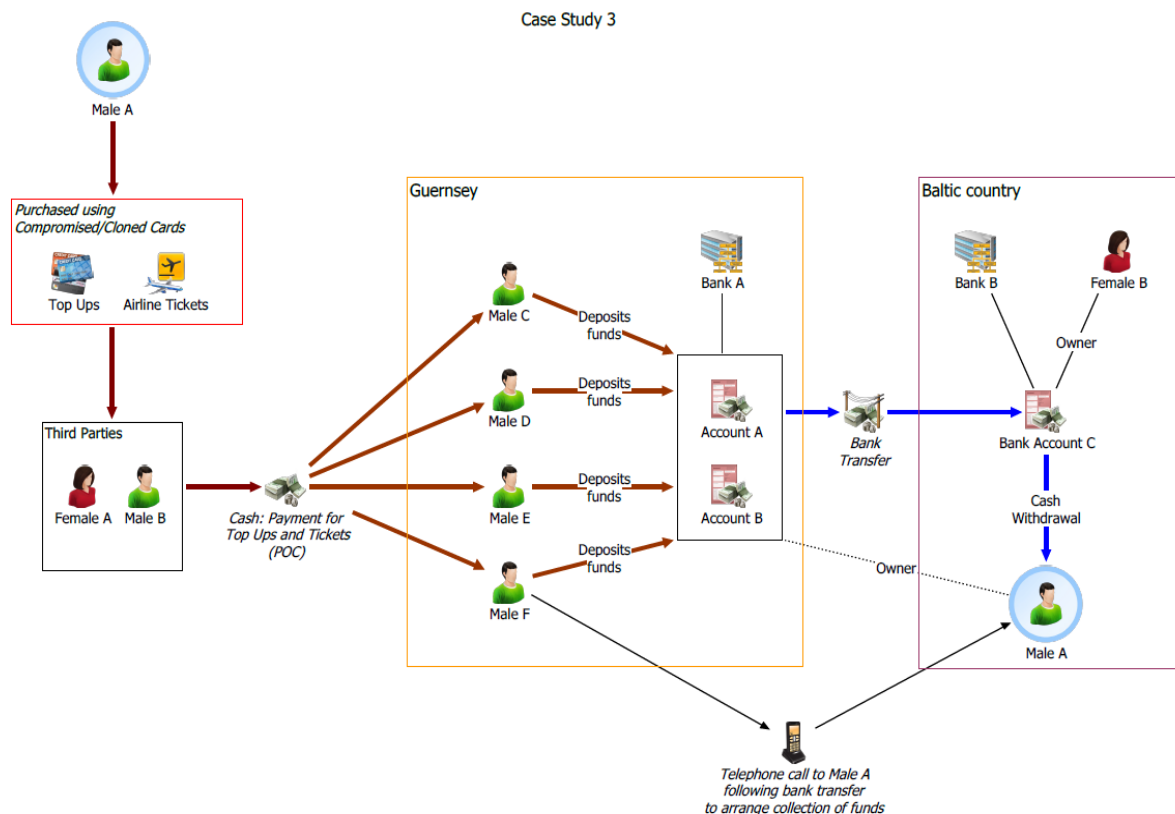 Case Study 3
Male A
Purchased using
Compromised/Cloned Cards
Top Ups
Airline Tickets
Third Parties
Female A
Male B
Cash: Payment for
Top Ups and Tickets
(POC)
Guernsey
Male C
Male D
Male E
Male F
Deposits
funds
Deposits
funds
Deposits
funds
Deposits
funds
Bank A
Account A
Account B
Bank
Transfer
Baltic country
Bank B
Female B
Owner
Bank Account C
Cash
Withdrawal
Owner
Male A
Telephone call to Male A
following bank transfer
to arrange collection of funds